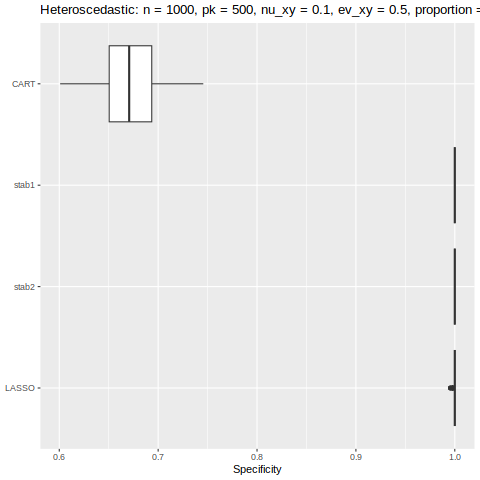 Heteroscedastic: n = 1000, pk = 500, nu_xy = 0.1, ev_xy = 0.5, proportion =
CART
stab1
stab2
LASSO
0.6 0.7 0.8 0.9 1.0
Specificity